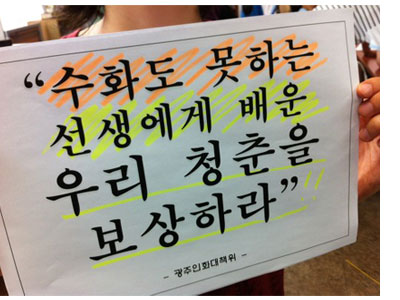 “수화도 못하는
선생에게 배운
우리 청춘을
보상하라”!!
- 광주인화대책위 -